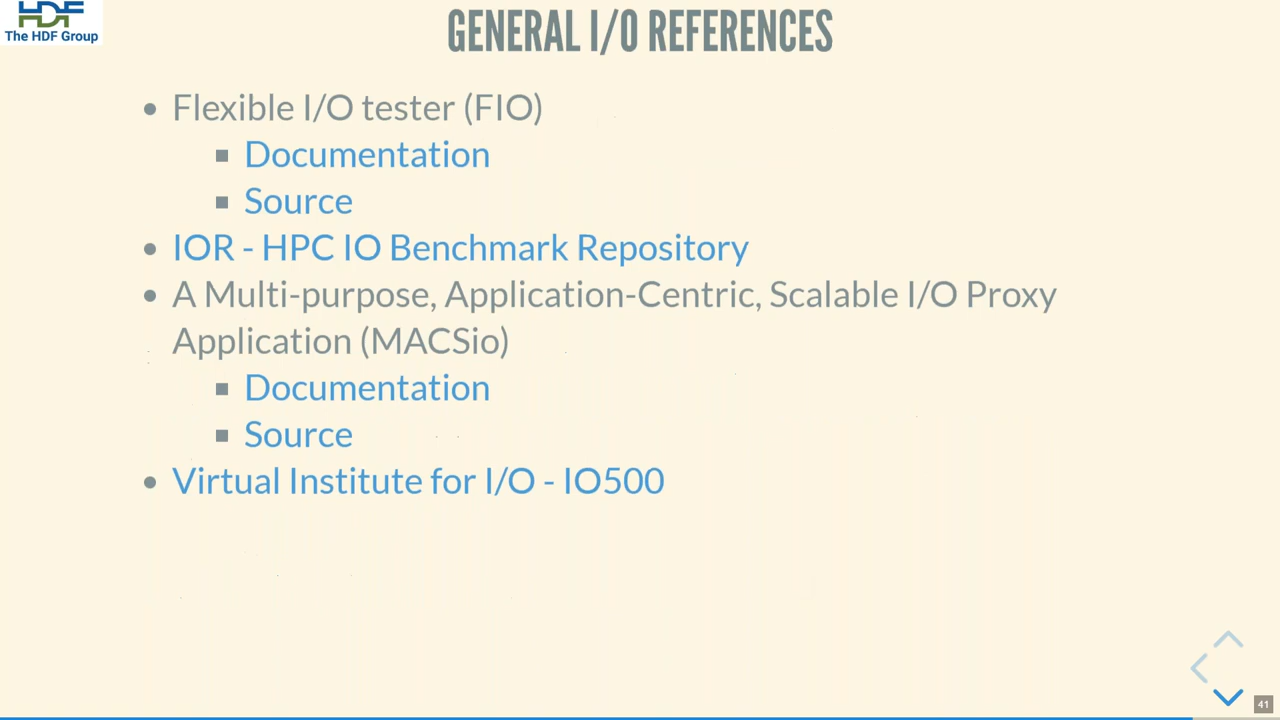 HDF
The HDF Group
GENERAL I/O REFERENCES
Flexible I/O tester (FIO)
Documentation
Source
IOR - HPC IO Benchmark Repository
A Multi-purpose, Application-Centric, Scalable I/O Proxy
Application (MACSio)
Documentation
Source
Virtual Institute for I/O - IO500
41